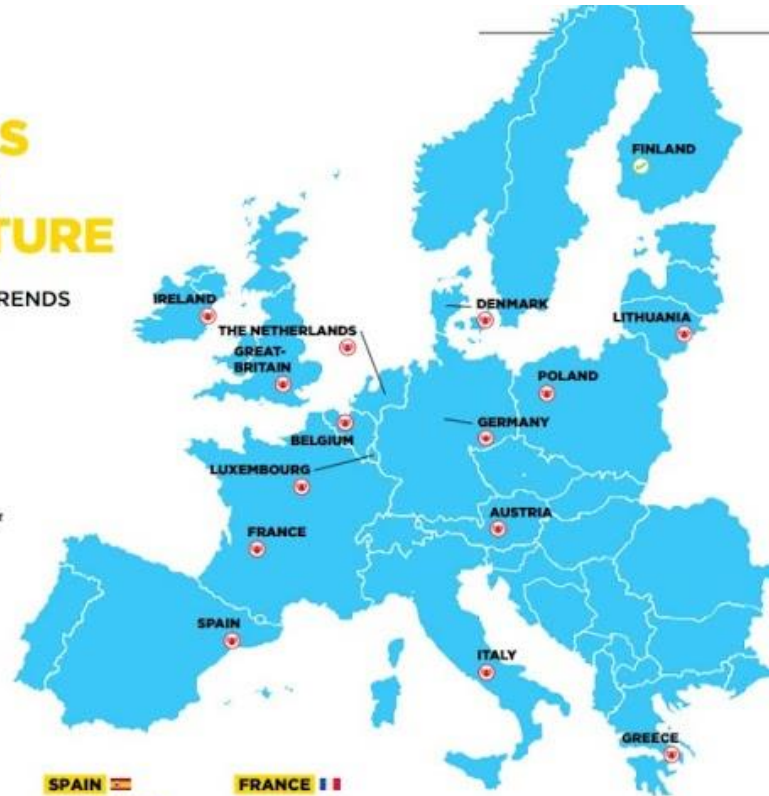 S
TURE
RENDS
FINLAND
IRELAND
DENMARK
THE NETHERLANDS
LITHUANIA
GREAT-
BRITAIN
POLAND
GERMANY
BELGIUM
LUXEMBOURG
AUSTRIA
FRANCE
SPAIN
ITALY
GREECE
SPAIN
FRANCE